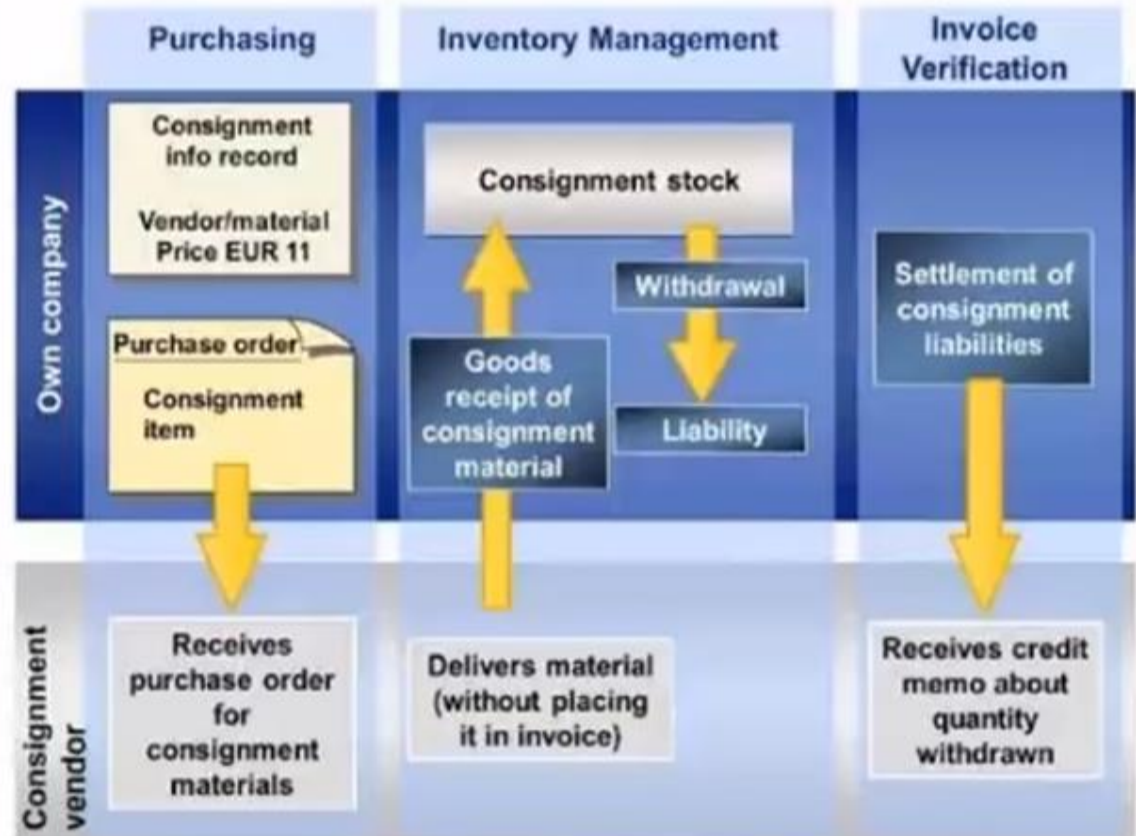 Purchasing
Inventory Management
Invoice
Verification
Own company
Consignment
info record
Vendor/material
Price EUR 11
Purchase order
Consignment
item
Consignment stock
Withdrawal
Goods
receipt of
consignment
material
Liability
Settlement of
consignment
liabilities
Consignment
vendor
Receives
purchase order
for
consignment
materials
Delivers material
(without placing
it in invoice)
Receives credit
memo about
quantity
withdrawn